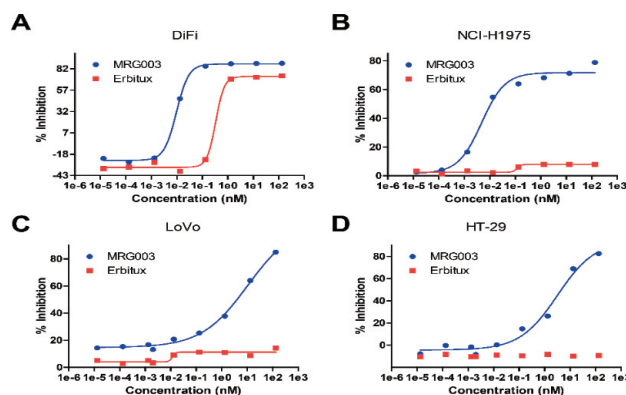 A
DiFi
MRG003
Erbitux
% Inhibition
82
57
32
7
-18
-43
1e-6 1e-5 1e-4 1e-3 1e-2 1e-1 1e0 1e1 1e2 1e3
Concentration (nM)
B
NCI-H1975
MRG003
Erbitux
% Inhibition
80
60
40
20
0
1e-6 1e-5 1e-4 1e-3 1e-2 1e-1 1e0 1e1 1e2 1e3
Concentration (nM)
C
LoVo
MRG003
Erbitux
% Inhibition
80
60
40
20
0
1e-6 1e-5 1e-4 1e-3 1e-2 1e-1 1e0 1e1 1e2 1e3
Concentration (nM)
D
HT-29
MRG003
Erbitux
% Inhibition
80
60
40
20
0
1e-6 1e-5 1e-4 1e-3 1e-2 1e-1 1e0 1e1 1e2 1e3
Concentration (nM)